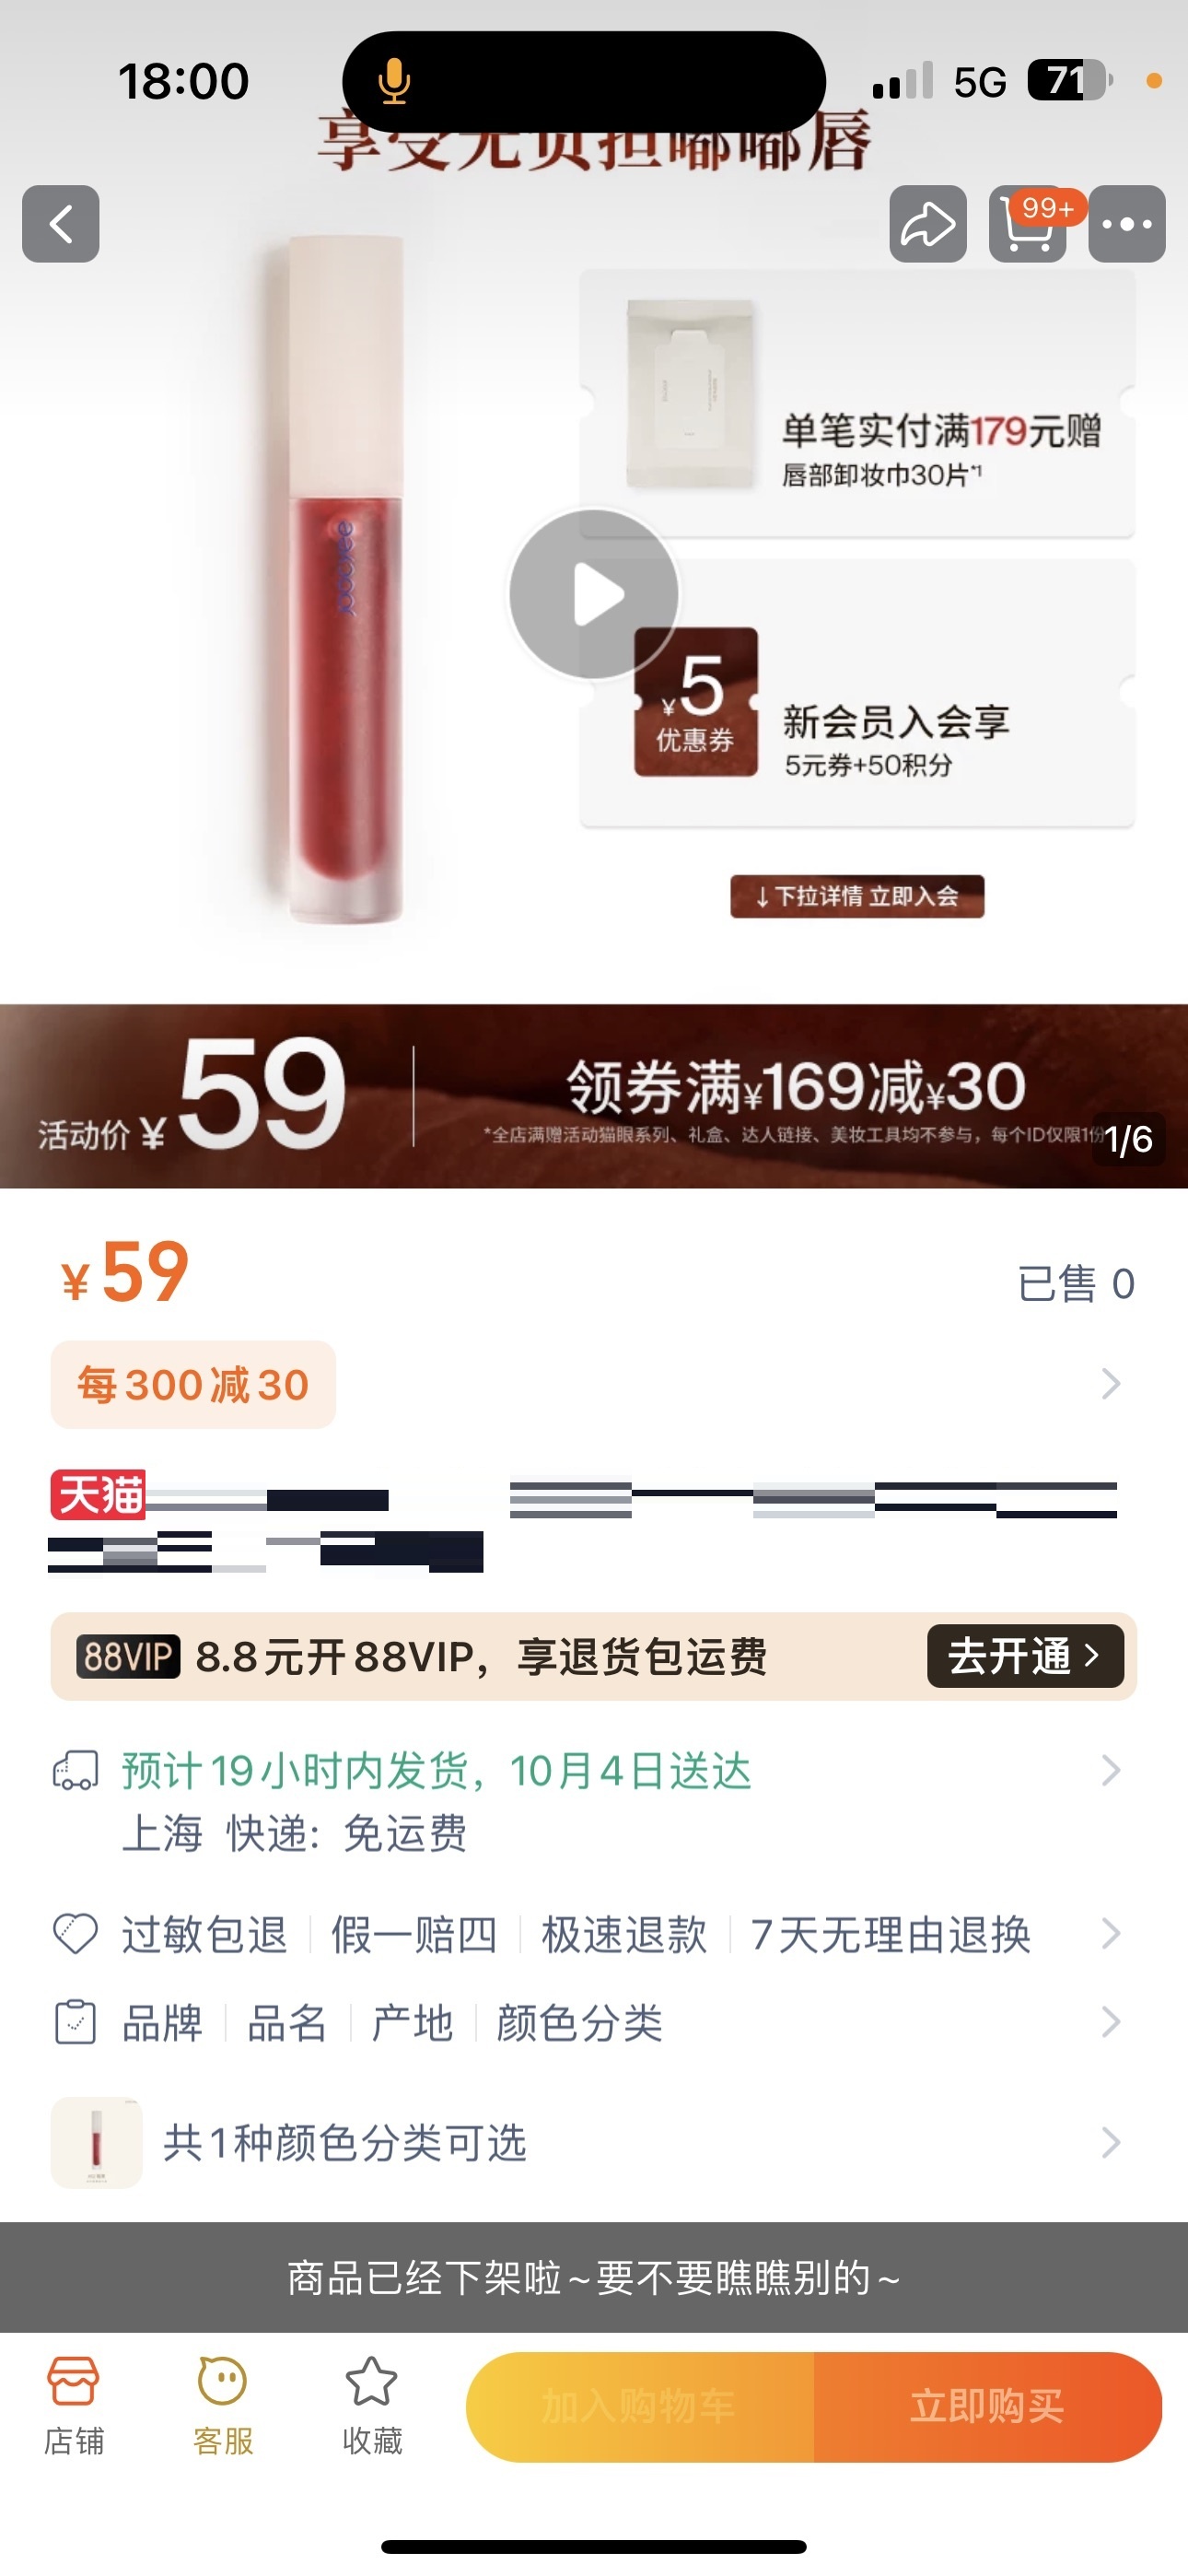 18:00
5G
71
享受无负担嘟嘟唇
99+
单笔实付满179元赠
唇部卸妆巾30片*1
joocyee
¥5
优惠券
新会员入会享
5元券+50积分
↓下拉详情 立即入会
活动价¥59
领券满¥169减¥30
*全店满赠活动猫眼系列、礼盒、达人链接、美妆工具均不参与，每个ID仅限1份
1/6
¥59
已售 0
每300减30
天猫
88VIP 8.8元开88VIP，享退货包运费
去开通
预计19小时内发货，10月4日送达
上海 快递：免运费
过敏包退 假一赔四 极速退款 7天无理由退换
品牌 品名 产地 颜色分类
共1种颜色分类可选
商品已经下架啦~要不要瞧瞧别的~
店铺
客服
收藏
加入购物车
立即购买